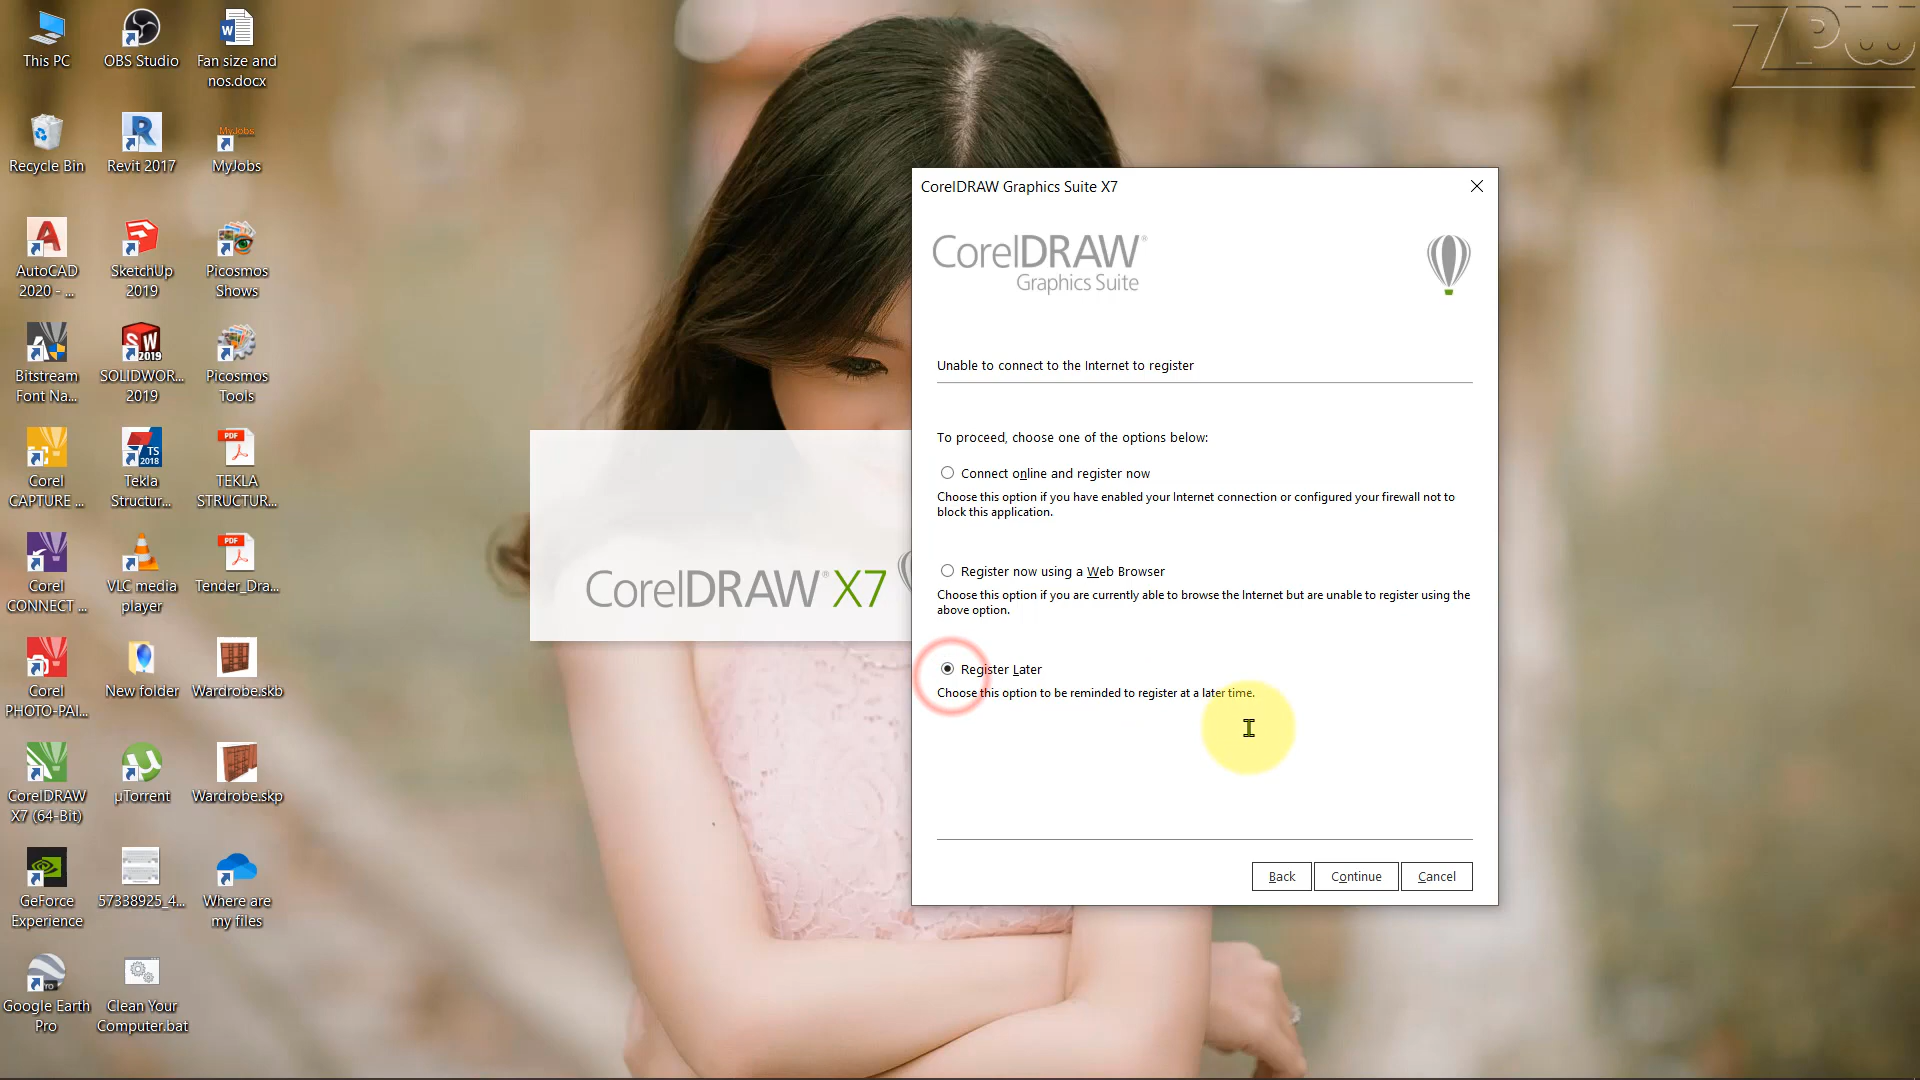 This PC
OBS Studio
Fan size and
nos.docx
Recycle Bin
Revit 2017
MyJobs
MyJobs
AutoCAD
2020 - ...
SketchUp
2019
Picosmos
Shows
Bitstream
Font Na...
SW
2019
SOLIDWOR...
2019
Picosmos
Tools
Corel
CAPTURE ...
TS
2018
Tekla
Structur...
PDF
TEKLA
STRUCTUR...
Corel
CONNECT ...
VLC media
player
PDF
Tender_Dra...
Corel
PHOTO-PAI...
New folder
Wardrobe.skb
CorelDRAW
X7 (64-Bit)
µTorrent
Wardrobe.skp
GeForce
Experience
57338925_4...
Where are
my files
Google Earth
Pro
Clean Your
Computer.bat
ZPW
CorelDRAW® X7
CorelDRAW Graphics Suite X7
CorelDRAW®
Graphics Suite
Unable to connect to the Internet to register
To proceed, choose one of the options below:
Connect online and register now
Choose this option if you have enabled your Internet connection or configured your firewall not to
block this application.
Register now using a Web Browser
Choose this option if you are currently able to browse the Internet but are unable to register using the
above option.
Register Later
Choose this option to be reminded to register at a later time.
Back
Continue
Cancel